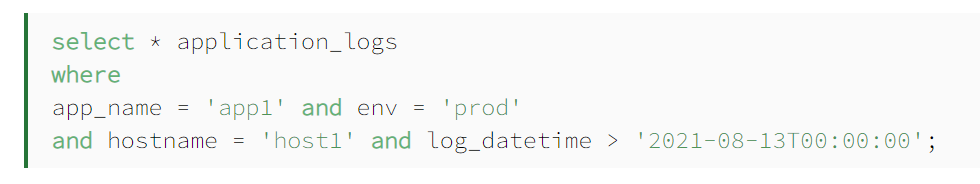 select * application_logs
where
app_name = 'app1' and env = 'prod'
and hostname = 'host1' and log_datetime > '2021-08-13T00:00:00';